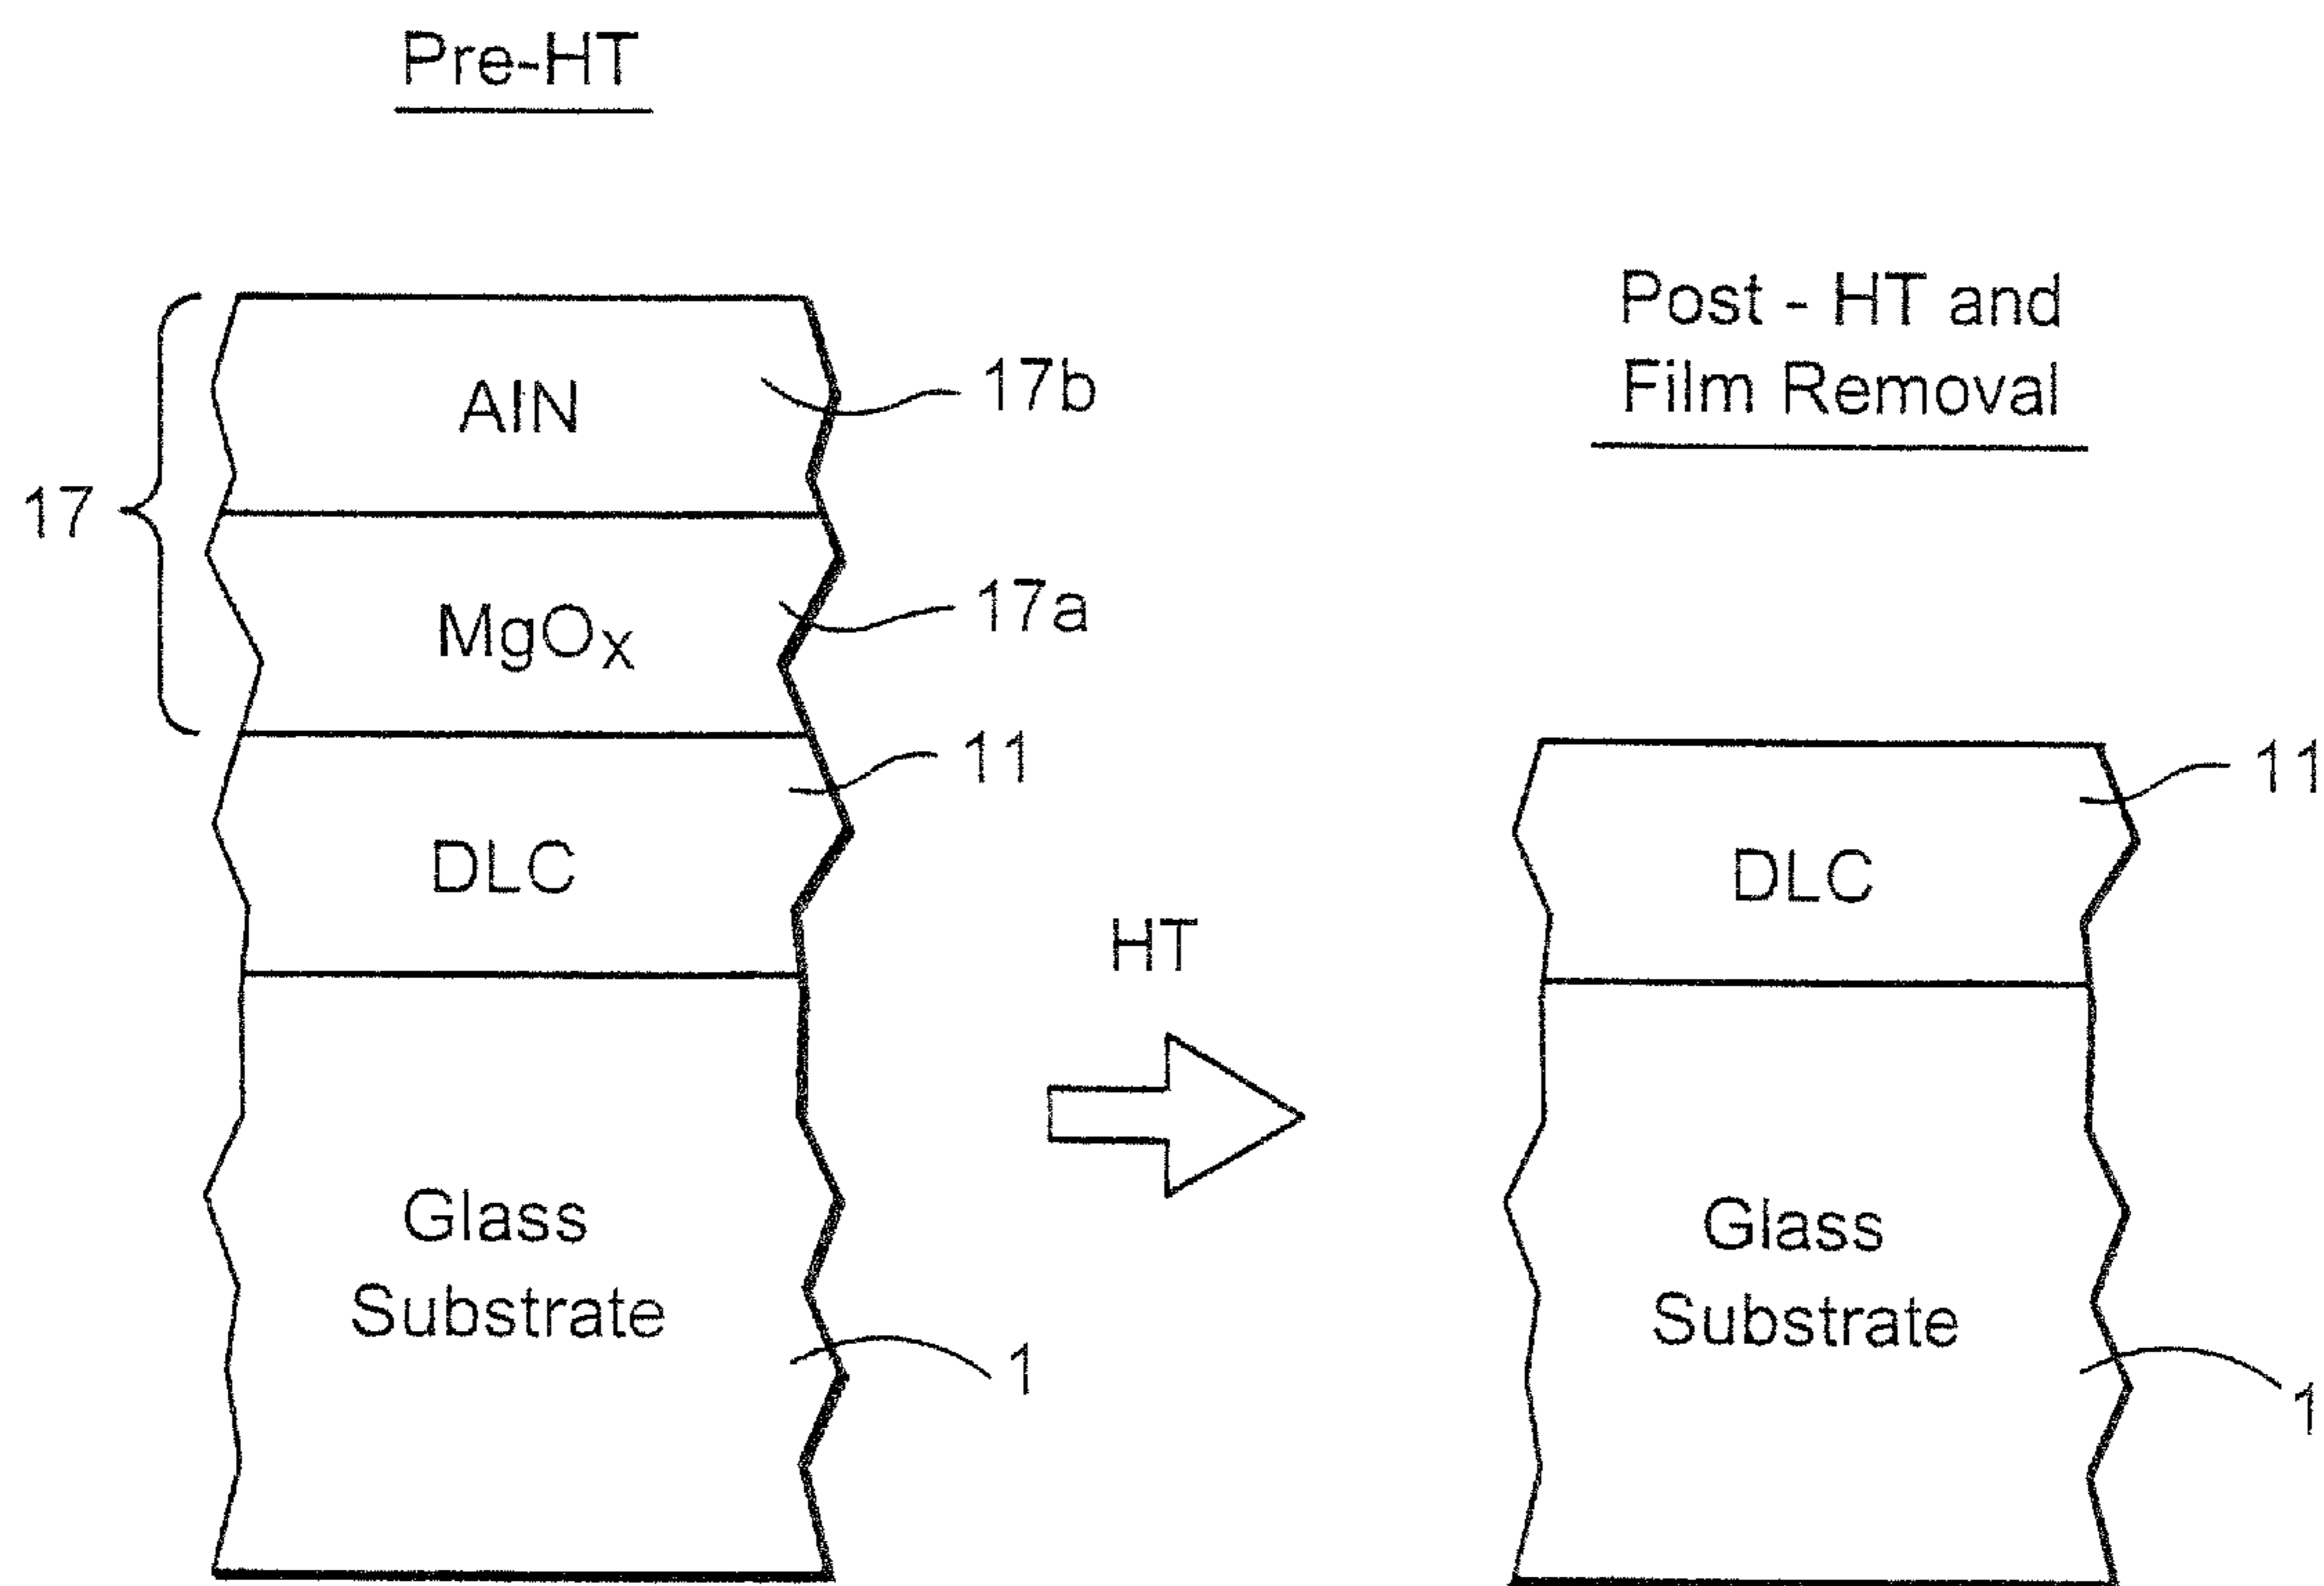 Pre-HT
AlN
17b
17
MgOx
17a
11
DLC
Glass
Substrate
1
HT
Post - HT and
Film Removal
11
DLC
Glass
Substrate
1